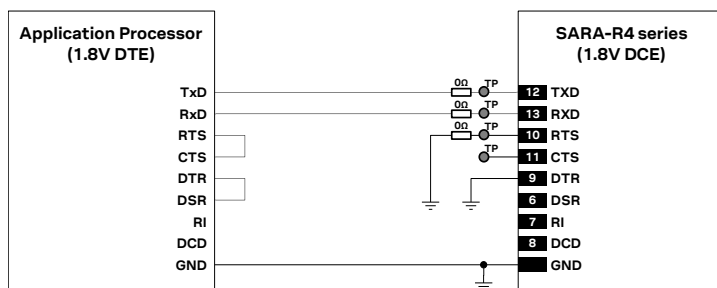 Application Processor
(1.8V DTE)
SARA-R4 series
(1.8V DCE)
TxD 0Ω TP 12 TXD
RxD 0Ω TP 13 RXD
RTS 0Ω TP 10 RTS
CTS TP 11 CTS
DTR 9 DTR
DSR 6 DSR
RI 7 RI
DCD 8 DCD
GND GND